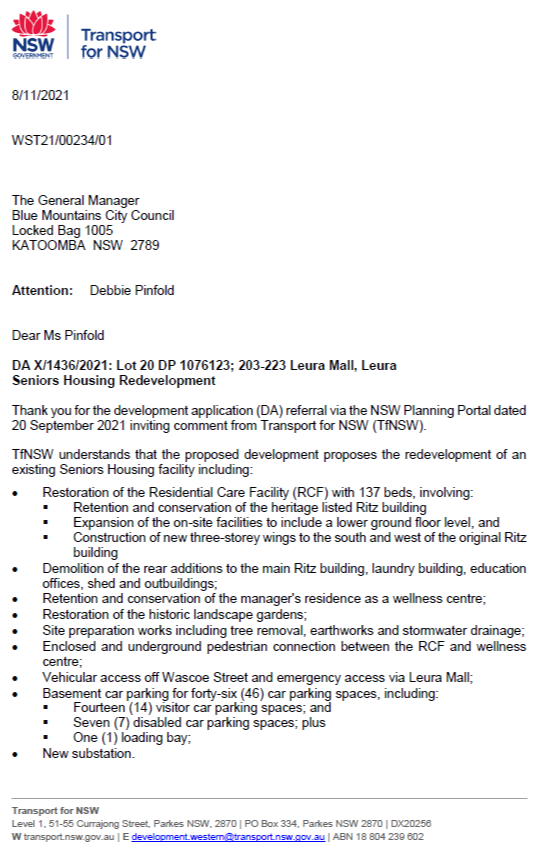 NSW
GOVERNMENT
Transport
for NSW
8/11/2021
WST21/00234/01
The General Manager
Blue Mountains City Council
Locked Bag 1005
KATOOMBA NSW 2789
Attention: Debbie Pinfold
Dear Ms Pinfold
DA X/1436/2021: Lot 20 DP 1076123; 203-223 Leura Mall, Leura
Seniors Housing Redevelopment
Thank you for the development application (DA) referral via the NSW Planning Portal dated
20 September 2021 inviting comment from Transport for NSW (TfNSW).
TfNSW understands that the proposed development proposes the redevelopment of an
existing Seniors Housing facility including:
• Restoration of the Residential Care Facility (RCF) with 137 beds, involving:
▪ Retention and conservation of the heritage listed Ritz building
▪ Expansion of the on-site facilities to include a lower ground floor level, and
▪ Construction of new three-storey wings to the south and west of the original Ritz
building
• Demolition of the rear additions to the main Ritz building, laundry building, education
offices, shed and outbuildings;
• Retention and conservation of the manager's residence as a wellness centre;
• Restoration of the historic landscape gardens;
• Site preparation works including tree removal, earthworks and stormwater drainage;
• Enclosed and underground pedestrian connection between the RCF and wellness
centre;
• Vehicular access off Wascoe Street and emergency access via Leura Mall;
• Basement car parking for forty-six (46) car parking spaces, including:
▪ Fourteen (14) visitor car parking spaces; and
▪ Seven (7) disabled car parking spaces; plus
▪ One (1) loading bay;
• New substation.
Transport for NSW
Level 1, 51-55 Currajong Street, Parkes NSW, 2870 | PO Box 334, Parkes NSW 2870 | DX20256
W transport.nsw.gov.au | E development.western@transport.nsw.gov.au | ABN 18 804 239 602